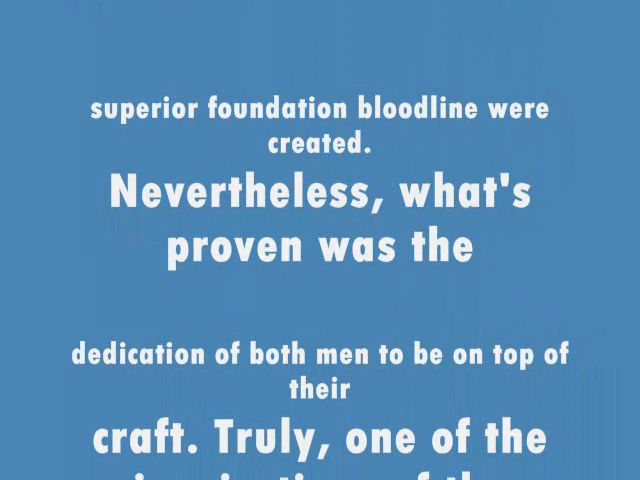 superior foundation bloodline were
created.
Nevertheless, what's
proven was the
dedication of both men to be on top of
their
craft. Truly, one of the